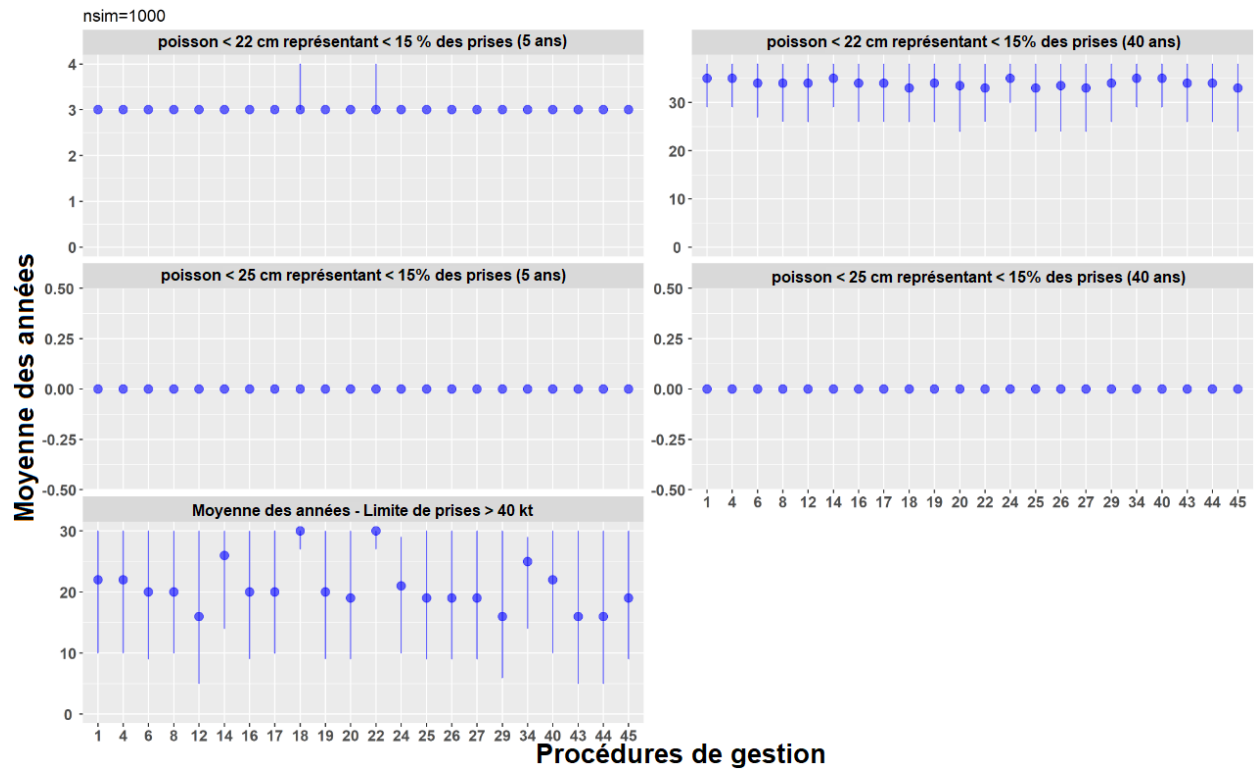 nsim=1000
poisson < 22 cm représentant < 15 % des prises (5 ans)
poisson < 22 cm représentant < 15% des prises (40 ans)
4
3
2
1
0
30
20
10
0
poisson < 25 cm représentant < 15% des prises (5 ans)
poisson < 25 cm représentant < 15% des prises (40 ans)
0.50
0.25
0.00
-0.25
-0.50
0.50
0.25
0.00
-0.25
-0.50
1 4 6 8 12 14 16 17 18 19 20 22 24 25 26 27 29 34 40 43 44 45
Moyenne des années
Moyenne des années - Limite de prises > 40 kt
30
20
10
0
1 4 6 8 12 14 16 17 18 19 20 22 24 25 26 27 29 34 40 43 44 45
Procédures de gestion